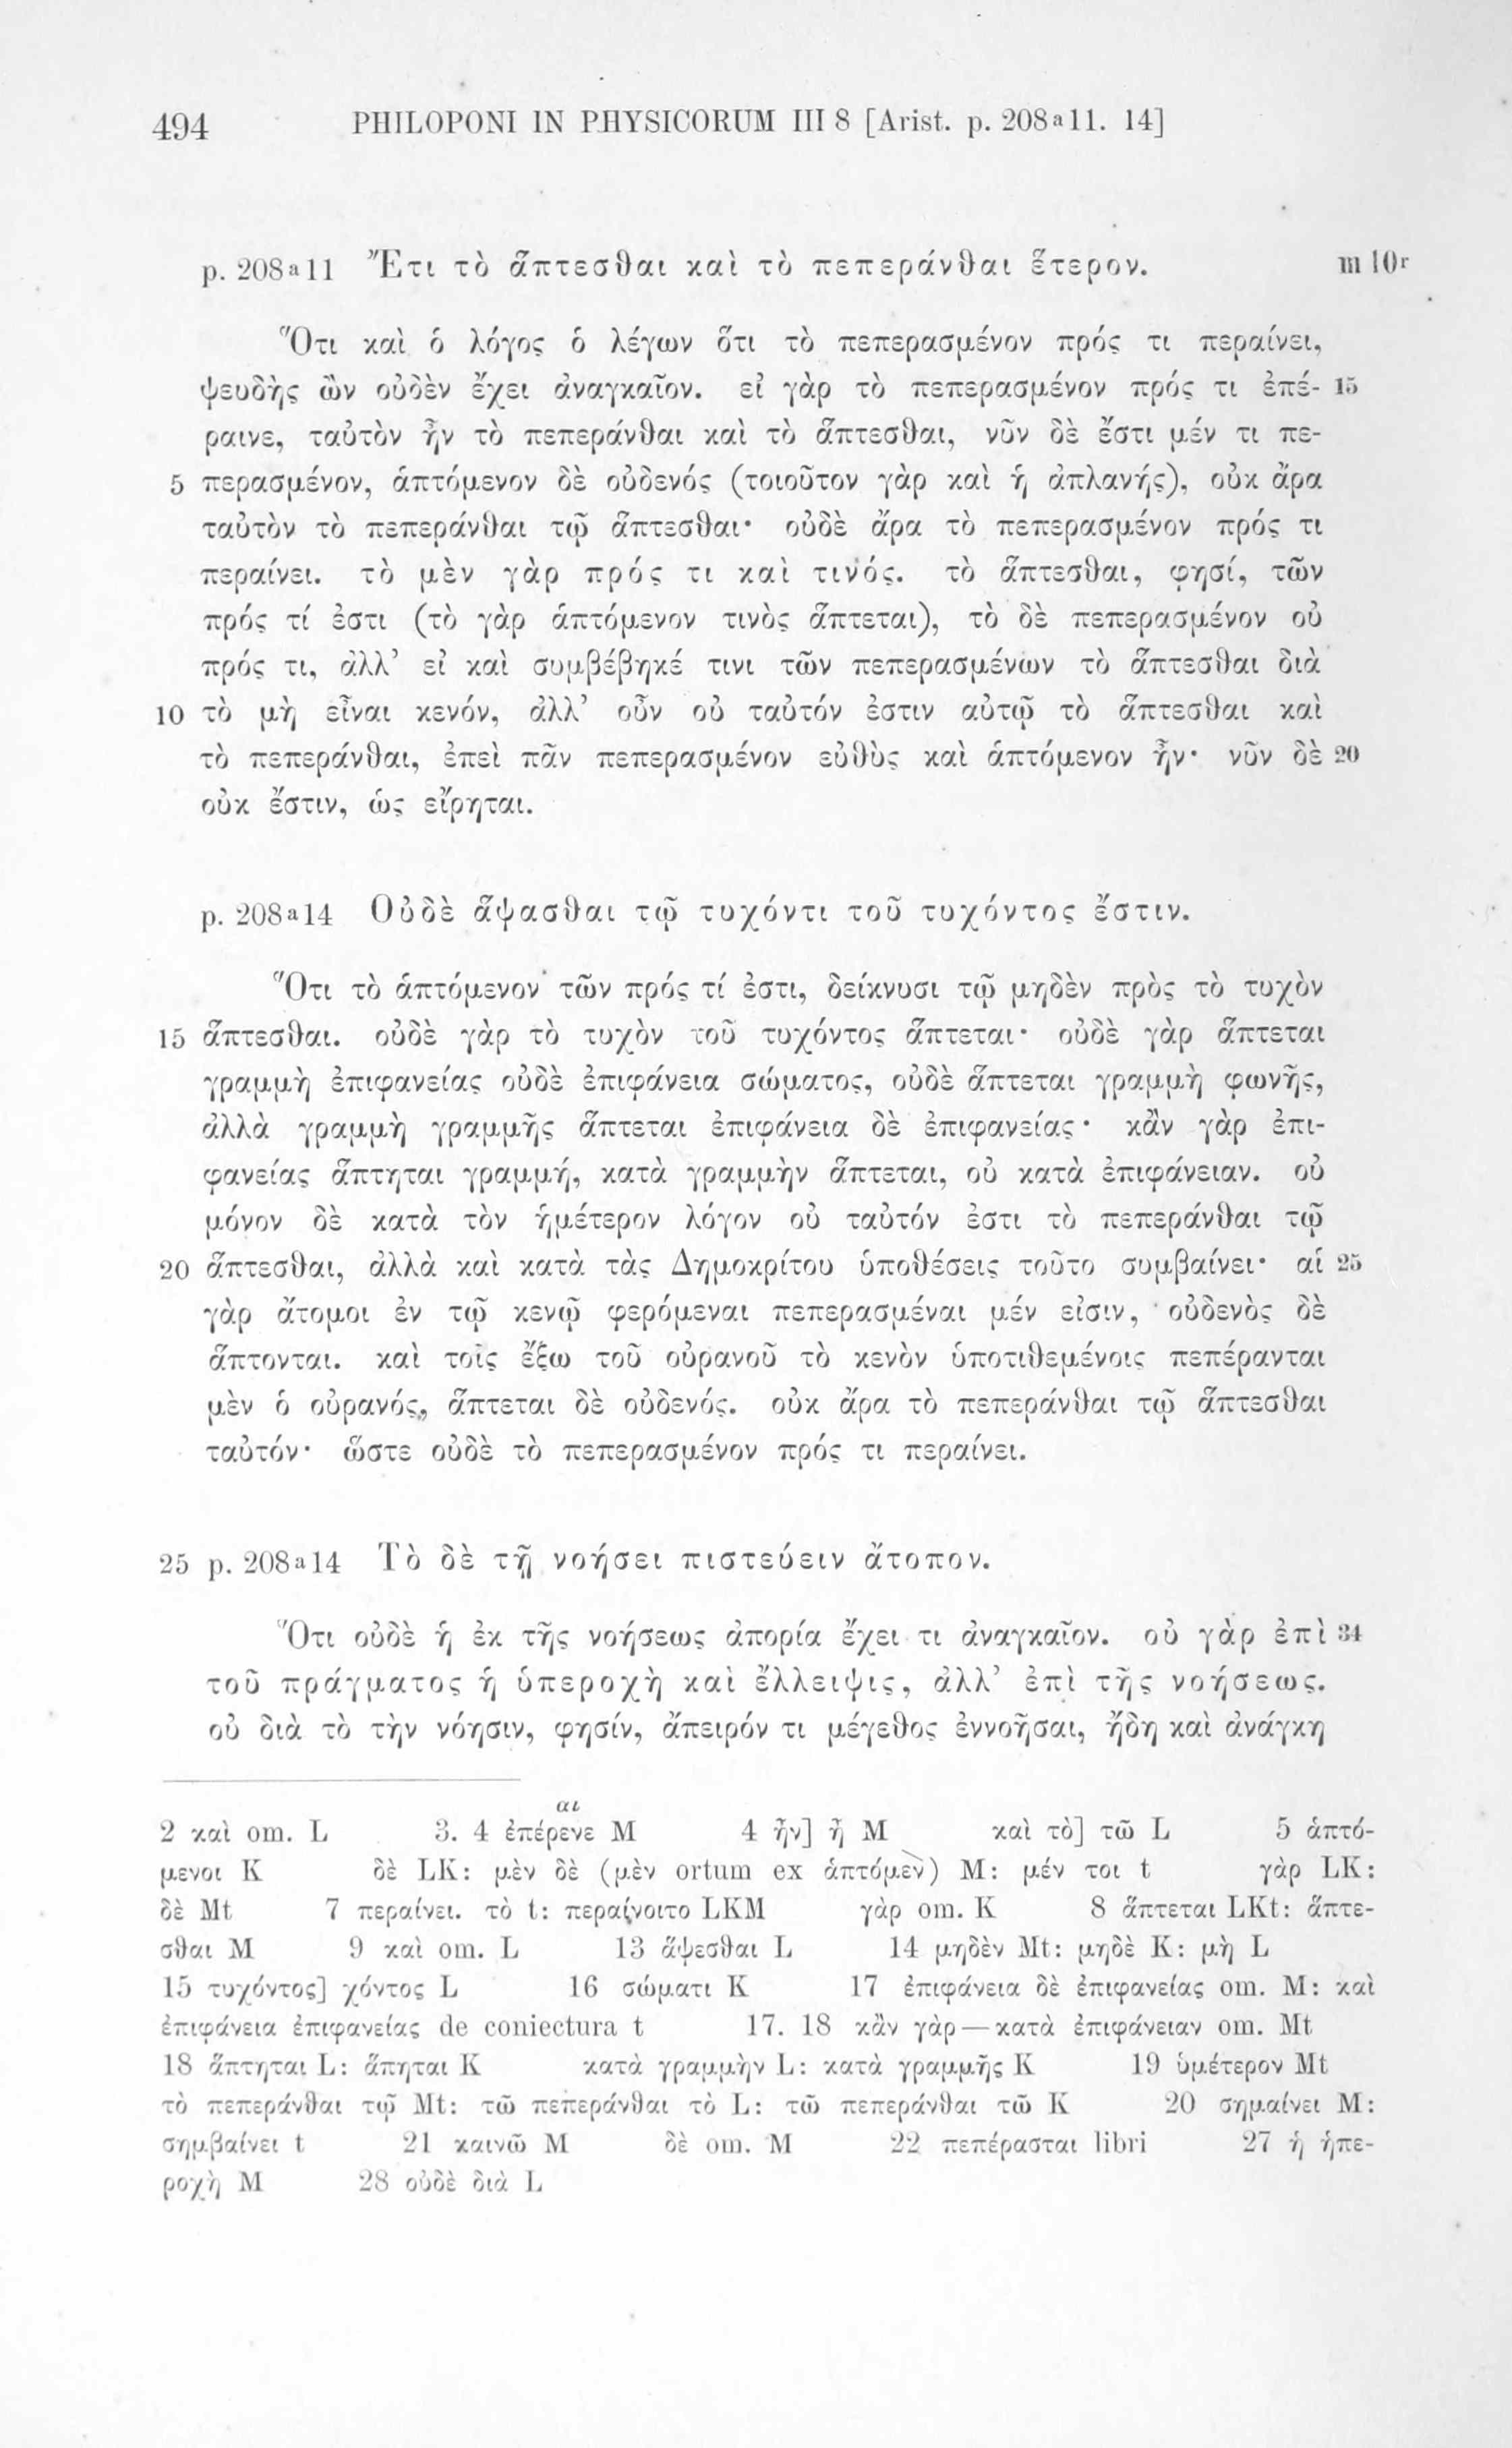 494 PHILOPONI IN PHYSICORUM III 8 [Arist. p. 208ᵃ11. 14]
p. 208ᵃ11 Ἔτι τὸ ἅπτεσθαι καὶ τὸ πεπεράνθαι ἕτερον. m 10ʳ
Ὅτι καὶ ὁ λόγος ὁ λέγων ὅτι τὸ πεπερασμένον πρός τι περαίνει,
ψευδὴς ὢν οὐδὲν ἔχει ἀναγκαῖον. εἰ γὰρ τὸ πεπερασμένον πρός τι ἐπέ- 15
ραινε, ταὐτὸν ἦν τὸ πεπεράνθαι καὶ τὸ ἅπτεσθαι, νῦν δὲ ἔστι μέν τι πε-
5 περασμένον, ἁπτόμενον δὲ οὐδενός (τοιοῦτον γὰρ καὶ ἡ ἀπλανής), οὐκ ἄρα
ταὐτὸν τὸ πεπεράνθαι τῷ ἅπτεσθαι· οὐδὲ ἄρα τὸ πεπερασμένον πρός τι
περαίνει. τὸ μὲν γὰρ πρός τι καὶ τινός. τὸ ἅπτεσθαι, φησί, τῶν
πρός τί ἐστι (τὸ γὰρ ἁπτόμενον τινὸς ἅπτεται), τὸ δὲ πεπερασμένον οὐ
πρός τι, ἀλλ’ εἰ καὶ συμβέβηκέ τινι τῶν πεπερασμένων τὸ ἅπτεσθαι διὰ
10 τὸ μὴ εἶναι κενόν, ἀλλ’ οὖν οὐ ταὐτόν ἐστιν αὐτῷ τὸ ἅπτεσθαι καὶ
τὸ πεπεράνθαι, ἐπεὶ πᾶν πεπερασμένον εὐθὺς καὶ ἁπτόμενον ἦν· νῦν δὲ 20
οὐκ ἔστιν, ὡς εἴρηται.
p. 208ᵃ14 Οὐδὲ ἅψασθαι τῷ τυχόντι τοῦ τυχόντος ἔστιν.
Ὅτι τὸ ἁπτόμενον τῶν πρός τί ἐστι, δείκνυσι τῷ μηδὲν πρὸς τὸ τυχὸν
15 ἅπτεσθαι. οὐδὲ γὰρ τὸ τυχὸν τοῦ τυχόντος ἅπτεται· οὐδὲ γὰρ ἅπτεται
γραμμὴ ἐπιφανείας οὐδὲ ἐπιφάνεια σώματος, οὐδὲ ἅπτεται γραμμὴ φωνῆς,
ἀλλὰ γραμμὴ γραμμῆς ἅπτεται ἐπιφάνεια δὲ ἐπιφανείας· κἂν γὰρ ἐπι-
φανείας ἅπτηται γραμμή, κατὰ γραμμὴν ἅπτεται, οὐ κατὰ ἐπιφάνειαν. οὐ
μόνον δὲ κατὰ τὸν ἡμέτερον λόγον οὐ ταὐτόν ἐστι τὸ πεπεράνθαι τῷ
20 ἅπτεσθαι, ἀλλὰ καὶ κατὰ τὰς Δημοκρίτου ὑποθέσεις τοῦτο συμβαίνει· αἱ 25
γὰρ ἄτομοι ἐν τῷ κενῷ φερόμεναι πεπερασμέναι μέν εἰσιν, οὐδενὸς δὲ
ἅπτονται. καὶ τοῖς ἔξω τοῦ οὐρανοῦ τὸ κενὸν ὑποτιθεμένοις πεπέρανται
μὲν ὁ οὐρανός, ἅπτεται δὲ οὐδενός. οὐκ ἄρα τὸ πεπεράνθαι τῷ ἅπτεσθαι
ταὐτόν· ὥστε οὐδὲ τὸ πεπερασμένον πρός τι περαίνει.
25 p. 208ᵃ14 Τὸ δὲ τῇ νοήσει πιστεύειν ἄτοπον.
Ὅτι οὐδὲ ἡ ἐκ τῆς νοήσεως ἀπορία ἔχει τι ἀναγκαῖον. οὐ γὰρ ἐπὶ 34
τοῦ πράγματος ἡ ὑπεροχὴ καὶ ἔλλειψις, ἀλλ’ ἐπὶ τῆς νοήσεως.
οὐ διὰ τὸ τὴν νόησιν, φησίν, ἄπειρόν τι μέγεθος ἐννοῆσαι, ἤδη καὶ ἀνάγκη
αι
2 καὶ om. L 3. 4 ἐπέρενε M 4 ἦν] ἢ M καὶ τὸ] τῶ L 5 ἁπτό-
μενοι K δὲ LK: μὲν δὲ (μὲν ortum ex ἁπτόμεν) M: μέν τοι t γὰρ LK:
δὲ Mt 7 περαίνει. τὸ t: περαίνοιτο LKM γὰρ om. K 8 ἅπτεται LKt: ἅπτε-
σθαι M 9 καὶ om. L 13 ἅψεσθαι L 14 μηδὲν Mt: μηδὲ K: μὴ L
15 τυχόντος] χόντος L 16 σώματι K 17 ἐπιφάνεια δὲ ἐπιφανείας om. M: καὶ
ἐπιφάνεια ἐπιφανείας de coniectura t 17. 18 κἂν γὰρ — κατὰ ἐπιφάνειαν om. Mt
18 ἅπτηται L: ἅπηται K κατὰ γραμμὴν L: κατὰ γραμμῆς K 19 ὑμέτερον Mt
τὸ πεπεράνθαι τῷ Mt: τῶ πεπεράνθαι τὸ L: τῶ πεπεράνθαι τῶ K 20 σημαίνει M:
σημβαίνει t 21 καινῶ M δὲ om. M 22 πεπέρασται libri 27 ἡ ἡπε-
ροχὴ M 28 οὐδὲ διὰ L